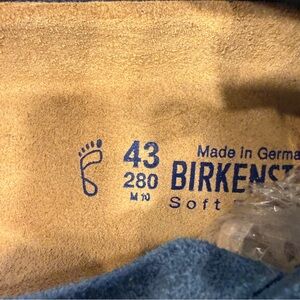 43
280
M 10
Made in Germa
BIRKENST
Soft